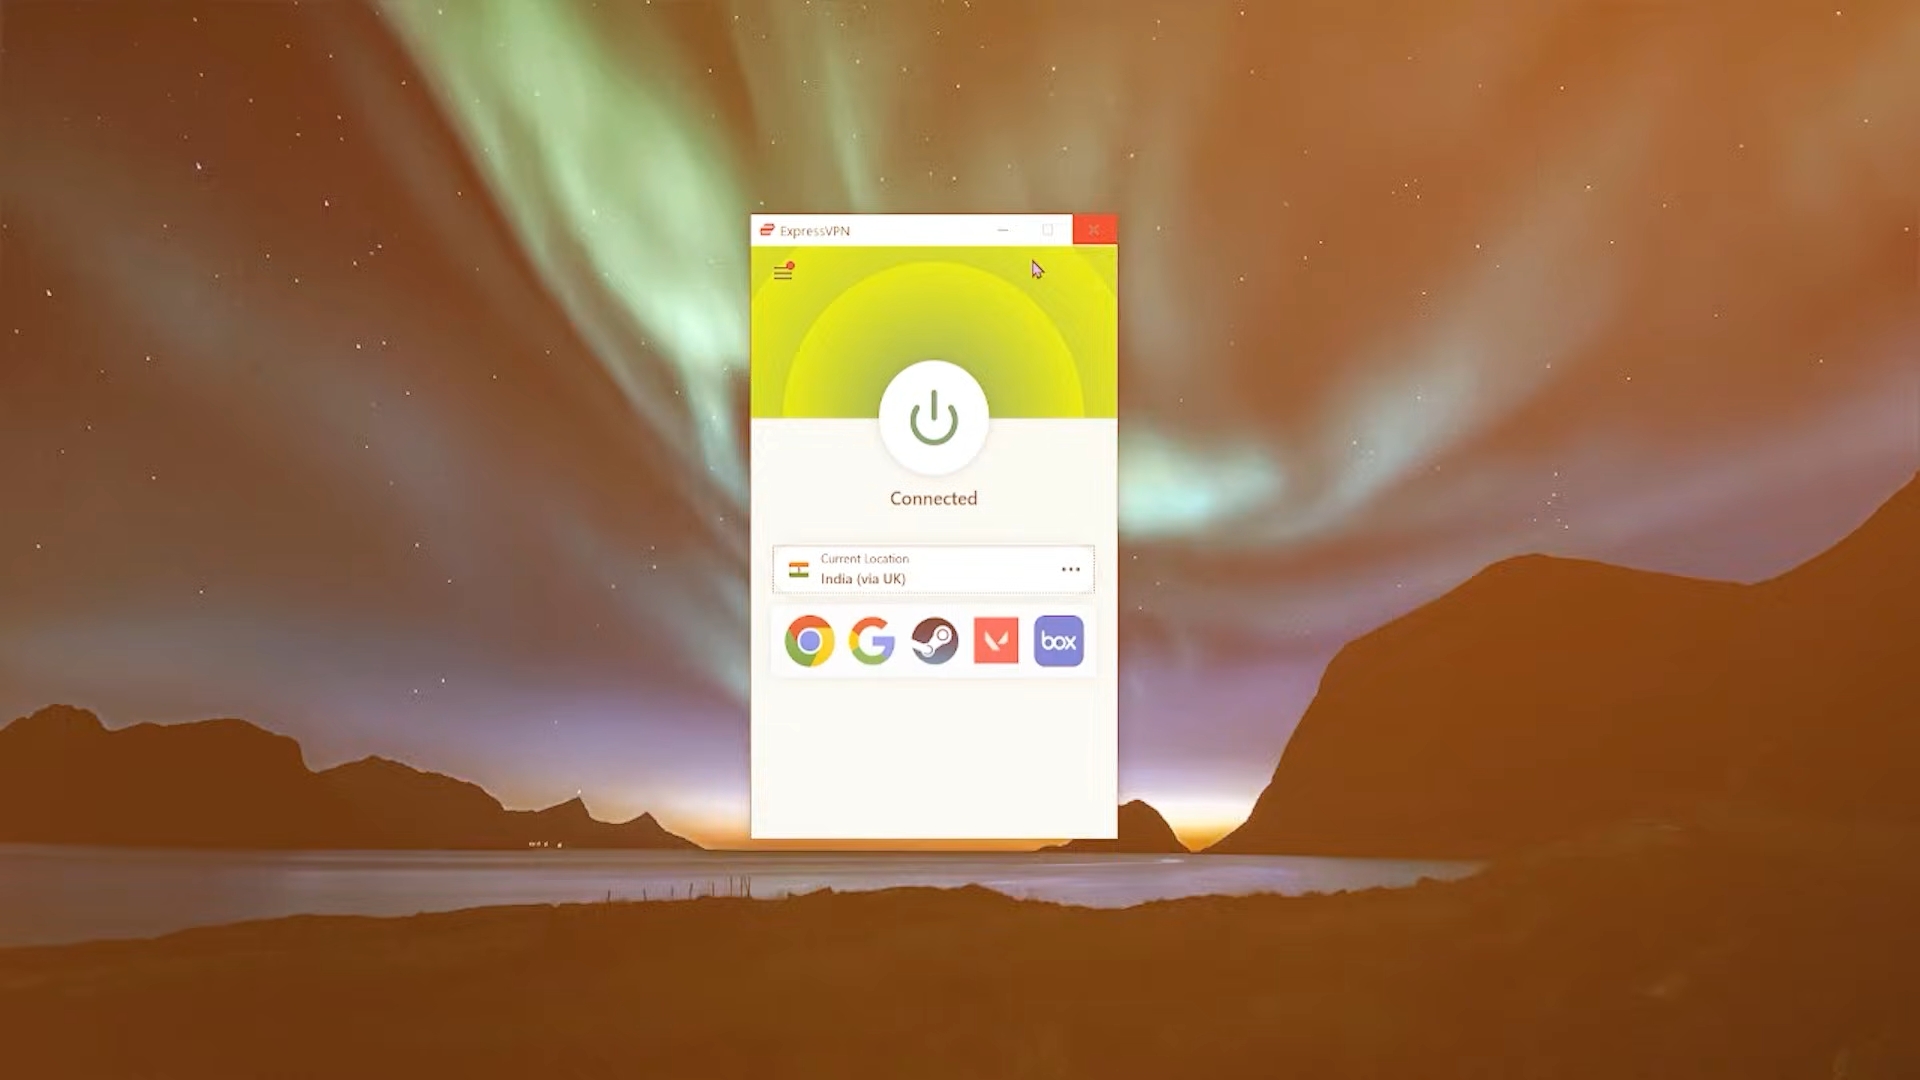 ExpressVPN
Connected
Current Location
India (via UK)
box